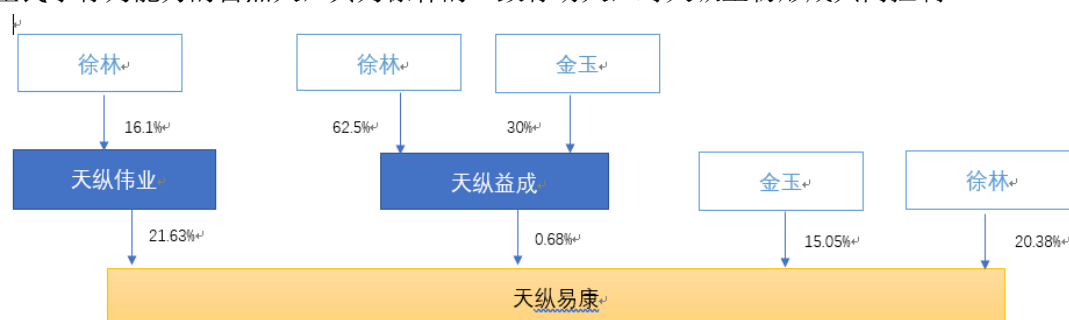 徐林
徐林
金玉
16.1%
62.5%
30%
天纵伟业
天纵益成
金玉
徐林
21.63%
0.68%
15.05%
20.38%
天纵易康